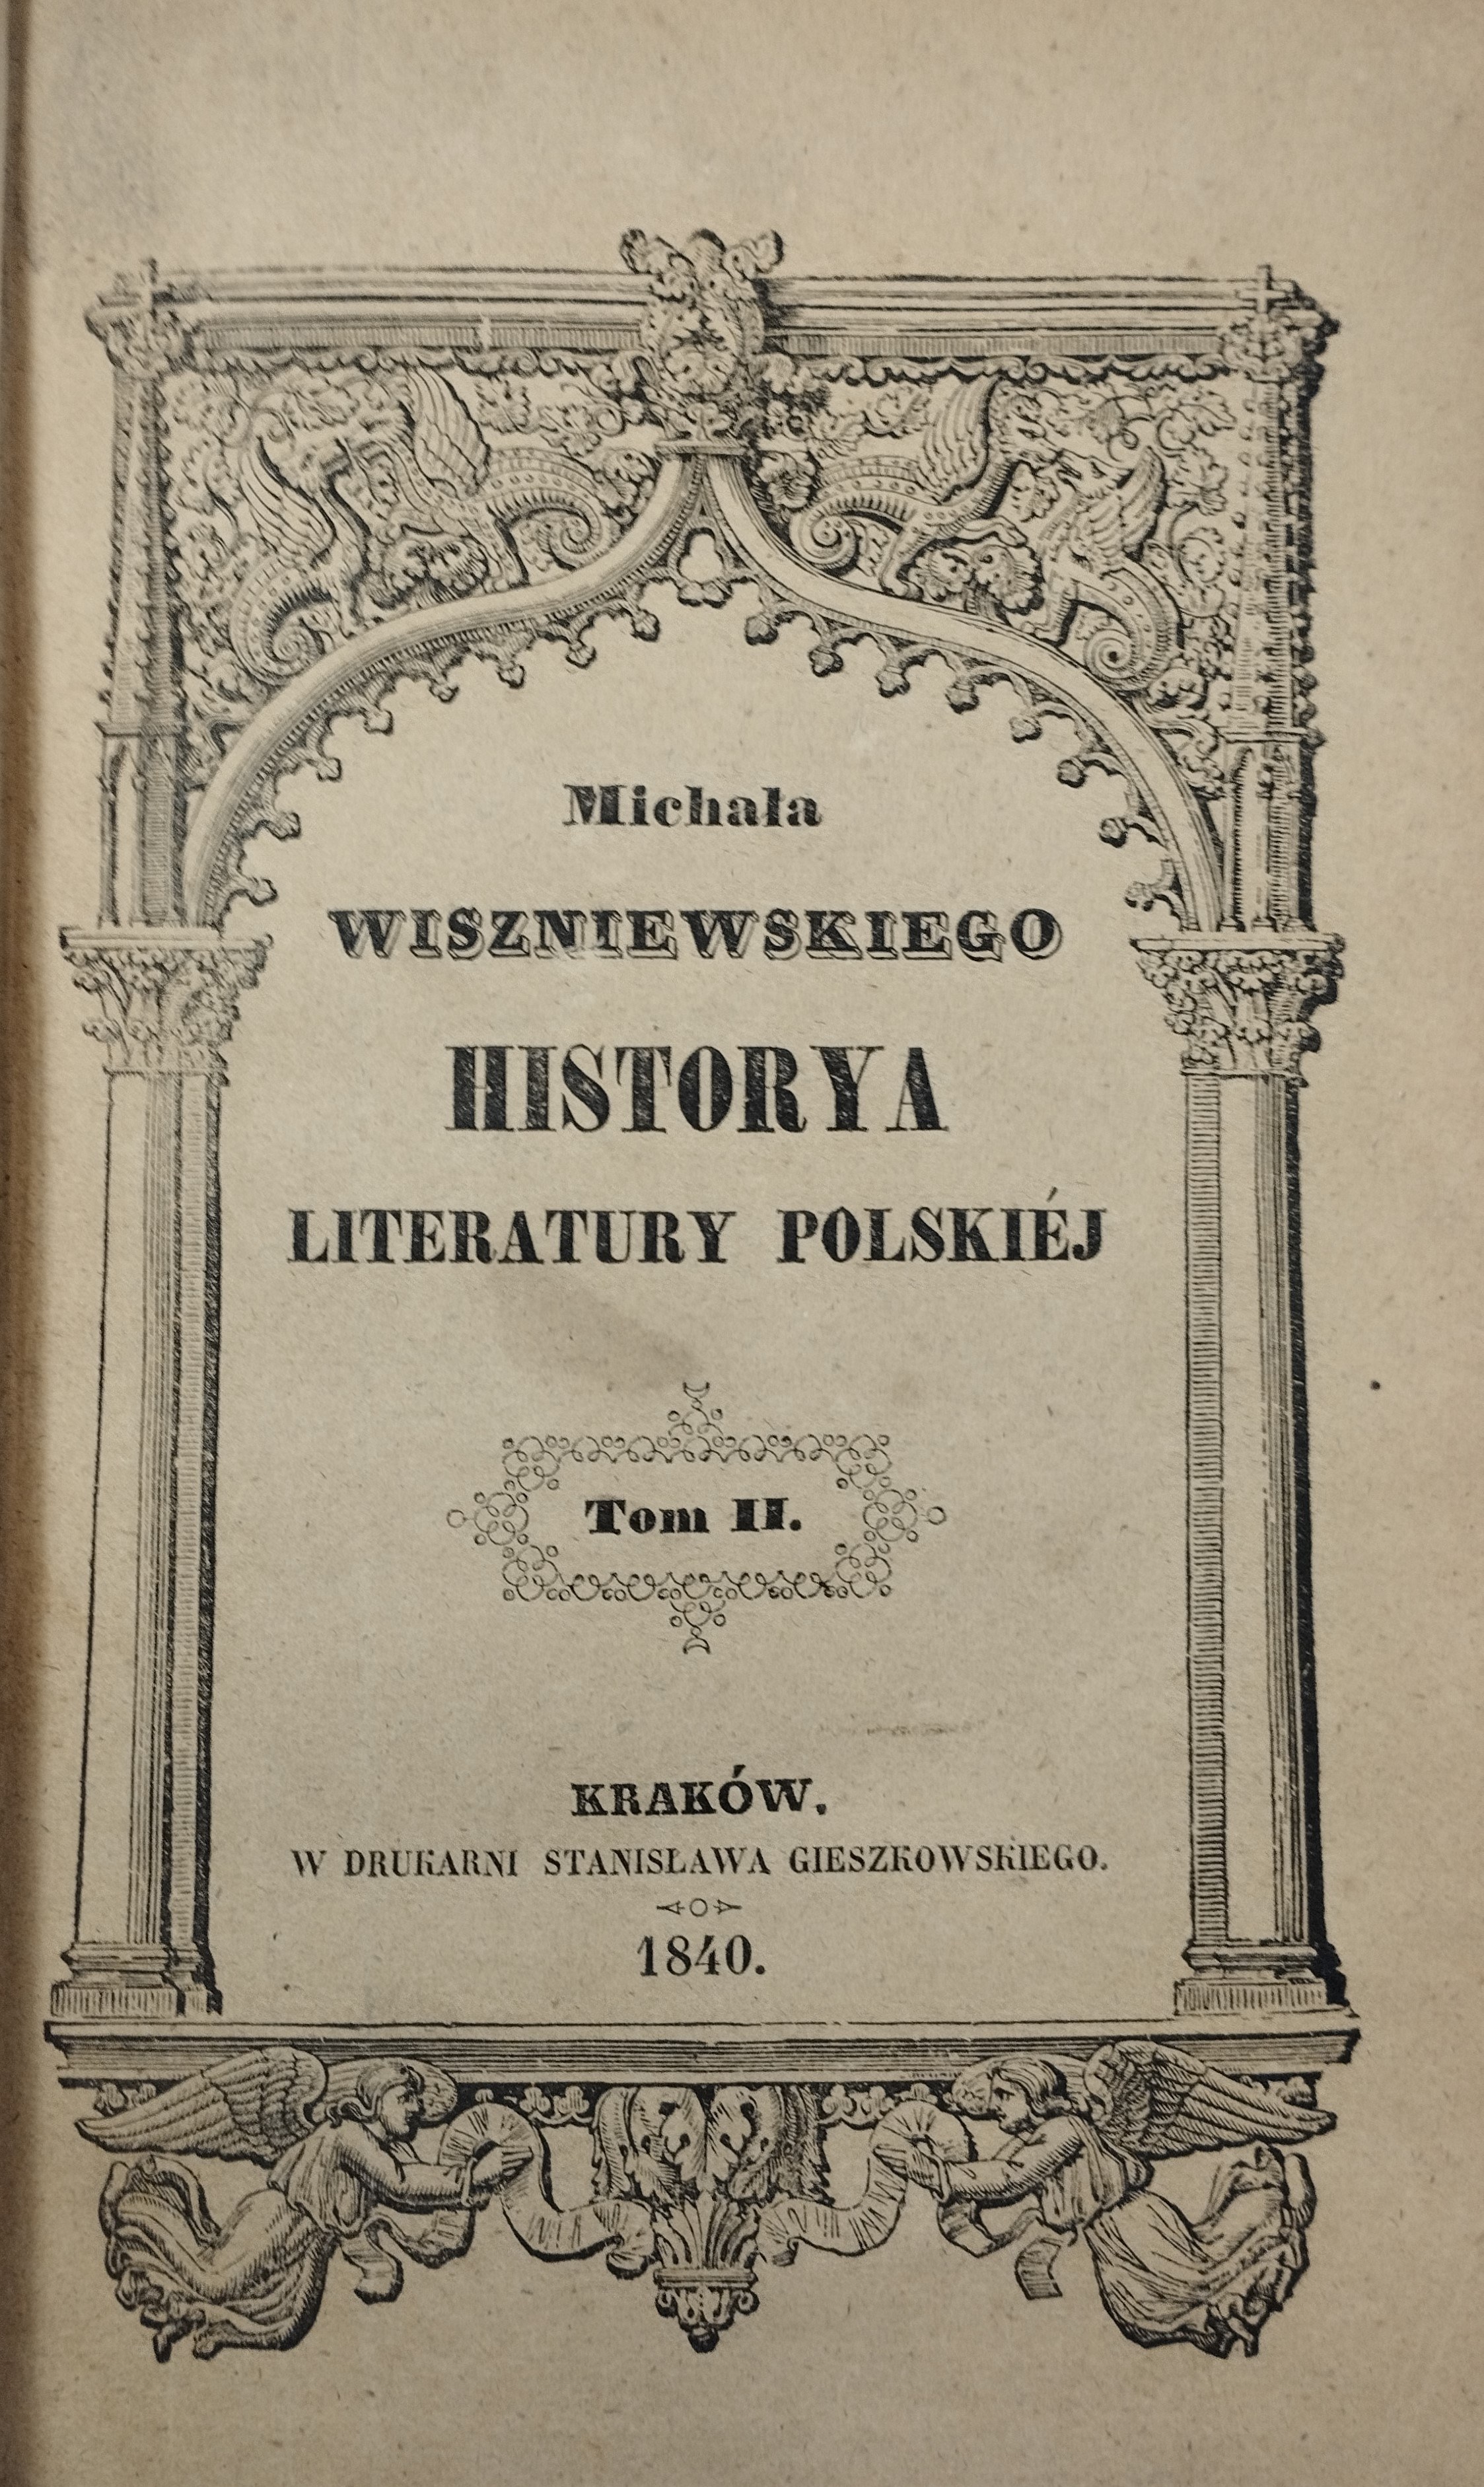 Michała
WISZNIEWSKIEGO
HISTORYA
LITERATURY POLSKIÉJ
Tom II.
KRAKÓW.
W DRUKARNI STANISŁAWA GIESZKOWSKIEGO.
1840.